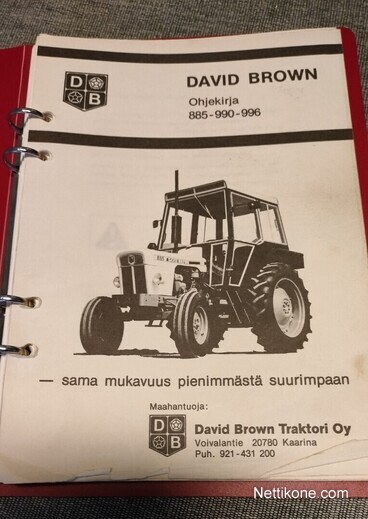 D B
DAVID BROWN
Ohjekirja
885-990-996
— sama mukavuus pienimmästä suurimpaan
Maahantuoja:
D B
David Brown Traktori Oy
Voivalantie 20780 Kaarina
Puh. 921-431 200
Nettikone.com